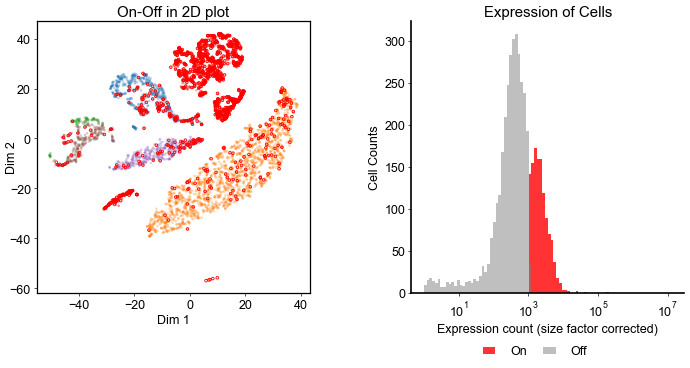 On-Off in 2D plot
40
20
0
−20
−40
−60
Dim 2
−40
−20
0
20
40
Dim 1
Expression of Cells
300
250
200
150
100
50
0
Cell Counts
10^1
10^3
10^5
10^7
Expression count (size factor corrected)
On
Off